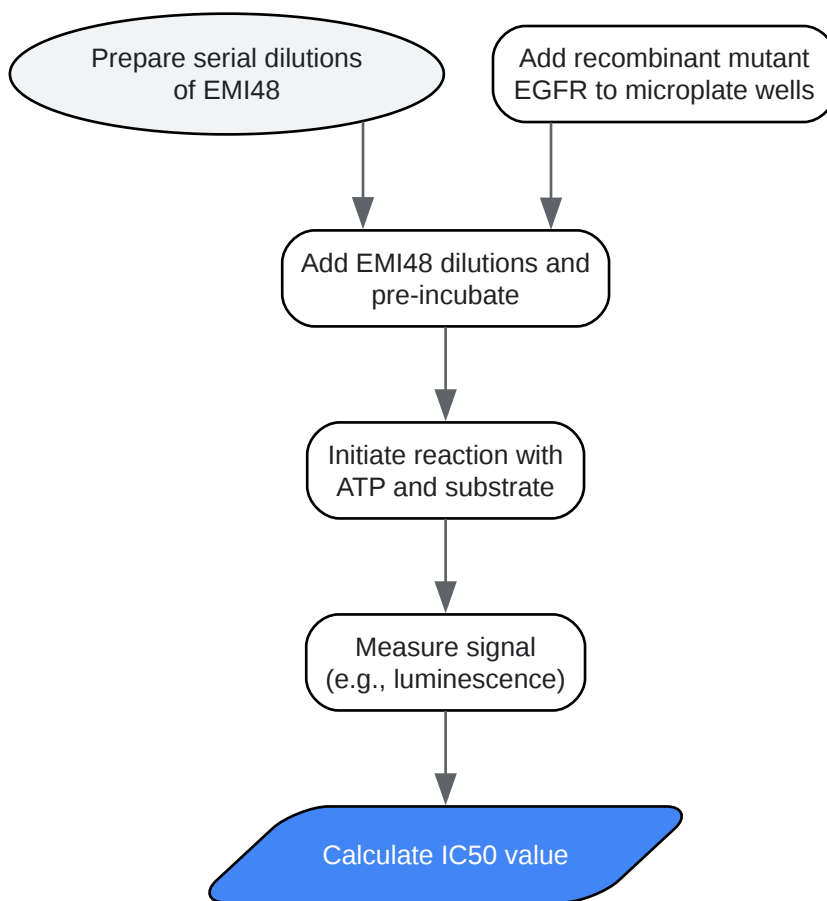 Prepare serial dilutions
of EMI48
Add recombinant mutant
EGFR to microplate wells
Add EMI48 dilutions and
pre-incubate
Initiate reaction with
ATP and substrate
Measure signal
(e.g., luminescence)
Calculate IC50 value